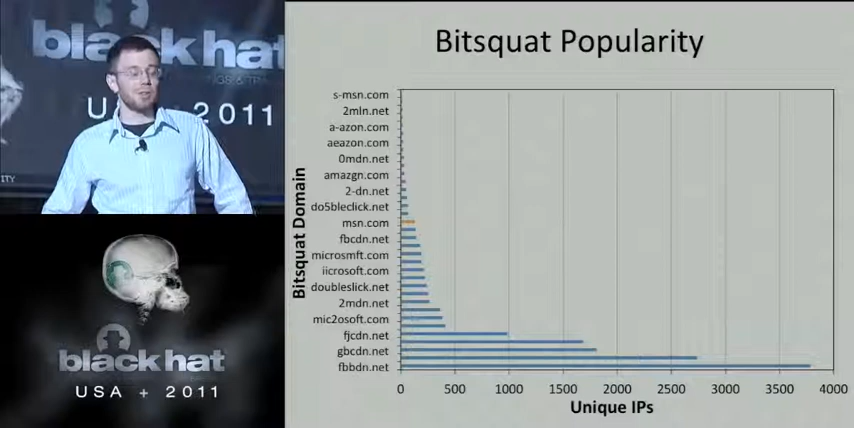 black hat
USA + 2011
ITY
black hat
USA + 2011
Bitsquat Popularity
Bitsquat Domain
s-msn.com
2mln.net
a-azon.com
aeazon.com
0mdn.net
amazgn.com
2-dn.net
do5bleclick.net
msn.com
fbcdn.net
microsmft.com
iicrosoft.com
doubleslick.net
2mdn.net
mic2osoft.com
fjcdn.net
gbcdn.net
fbbdn.net
0 500 1000 1500 2000 2500 3000 3500 4000
Unique IPs